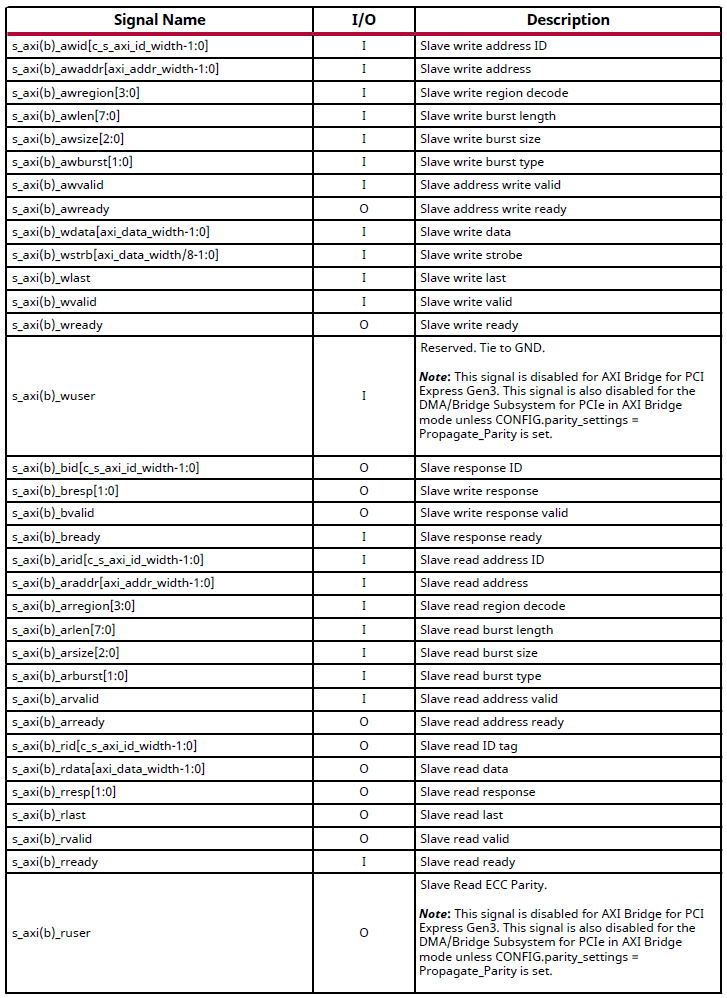 Signal Name I/O Description
s_axi(b)_awid[c_s_axi_id_width-1:0] I Slave write address ID
s_axi(b)_awaddr[axi_addr_width-1:0] I Slave write address
s_axi(b)_awregion[3:0] I Slave write region decode
s_axi(b)_awlen[7:0] I Slave write burst length
s_axi(b)_awsize[2:0] I Slave write burst size
s_axi(b)_awburst[1:0] I Slave write burst type
s_axi(b)_awvalid I Slave address write valid
s_axi(b)_awready O Slave address write ready
s_axi(b)_wdata[axi_data_width-1:0] I Slave write data
s_axi(b)_wstrb[axi_data_width/8-1:0] I Slave write strobe
s_axi(b)_wlast I Slave write last
s_axi(b)_wvalid I Slave write valid
s_axi(b)_wready O Slave write ready
s_axi(b)_wuser I Reserved. Tie to GND.
Note: This signal is disabled for AXI Bridge for PCI
Express Gen3. This signal is also disabled for the
DMA/Bridge Subsystem for PCIe in AXI Bridge
mode unless CONFIG.parity_settings =
Propagate_Parity is set.
s_axi(b)_bid[c_s_axi_id_width-1:0] O Slave response ID
s_axi(b)_bresp[1:0] O Slave write response
s_axi(b)_bvalid O Slave write response valid
s_axi(b)_bready I Slave response ready
s_axi(b)_arid[c_s_axi_id_width-1:0] I Slave read address ID
s_axi(b)_araddr[axi_addr_width-1:0] I Slave read address
s_axi(b)_arregion[3:0] I Slave read region decode
s_axi(b)_arlen[7:0] I Slave read burst length
s_axi(b)_arsize[2:0] I Slave read burst size
s_axi(b)_arburst[1:0] I Slave read burst type
s_axi(b)_arvalid I Slave read address valid
s_axi(b)_arready O Slave read address ready
s_axi(b)_rid[c_s_axi_id_width-1:0] O Slave read ID tag
s_axi(b)_rdata[axi_data_width-1:0] O Slave read data
s_axi(b)_rresp[1:0] O Slave read response
s_axi(b)_rlast O Slave read last
s_axi(b)_rvalid O Slave read valid
s_axi(b)_rready I Slave read ready
s_axi(b)_ruser O Slave Read ECC Parity.
Note: This signal is disabled for AXI Bridge for PCI
Express Gen3. This signal is also disabled for the
DMA/Bridge Subsystem for PCIe in AXI Bridge
mode unless CONFIG.parity_settings =
Propagate_Parity is set.